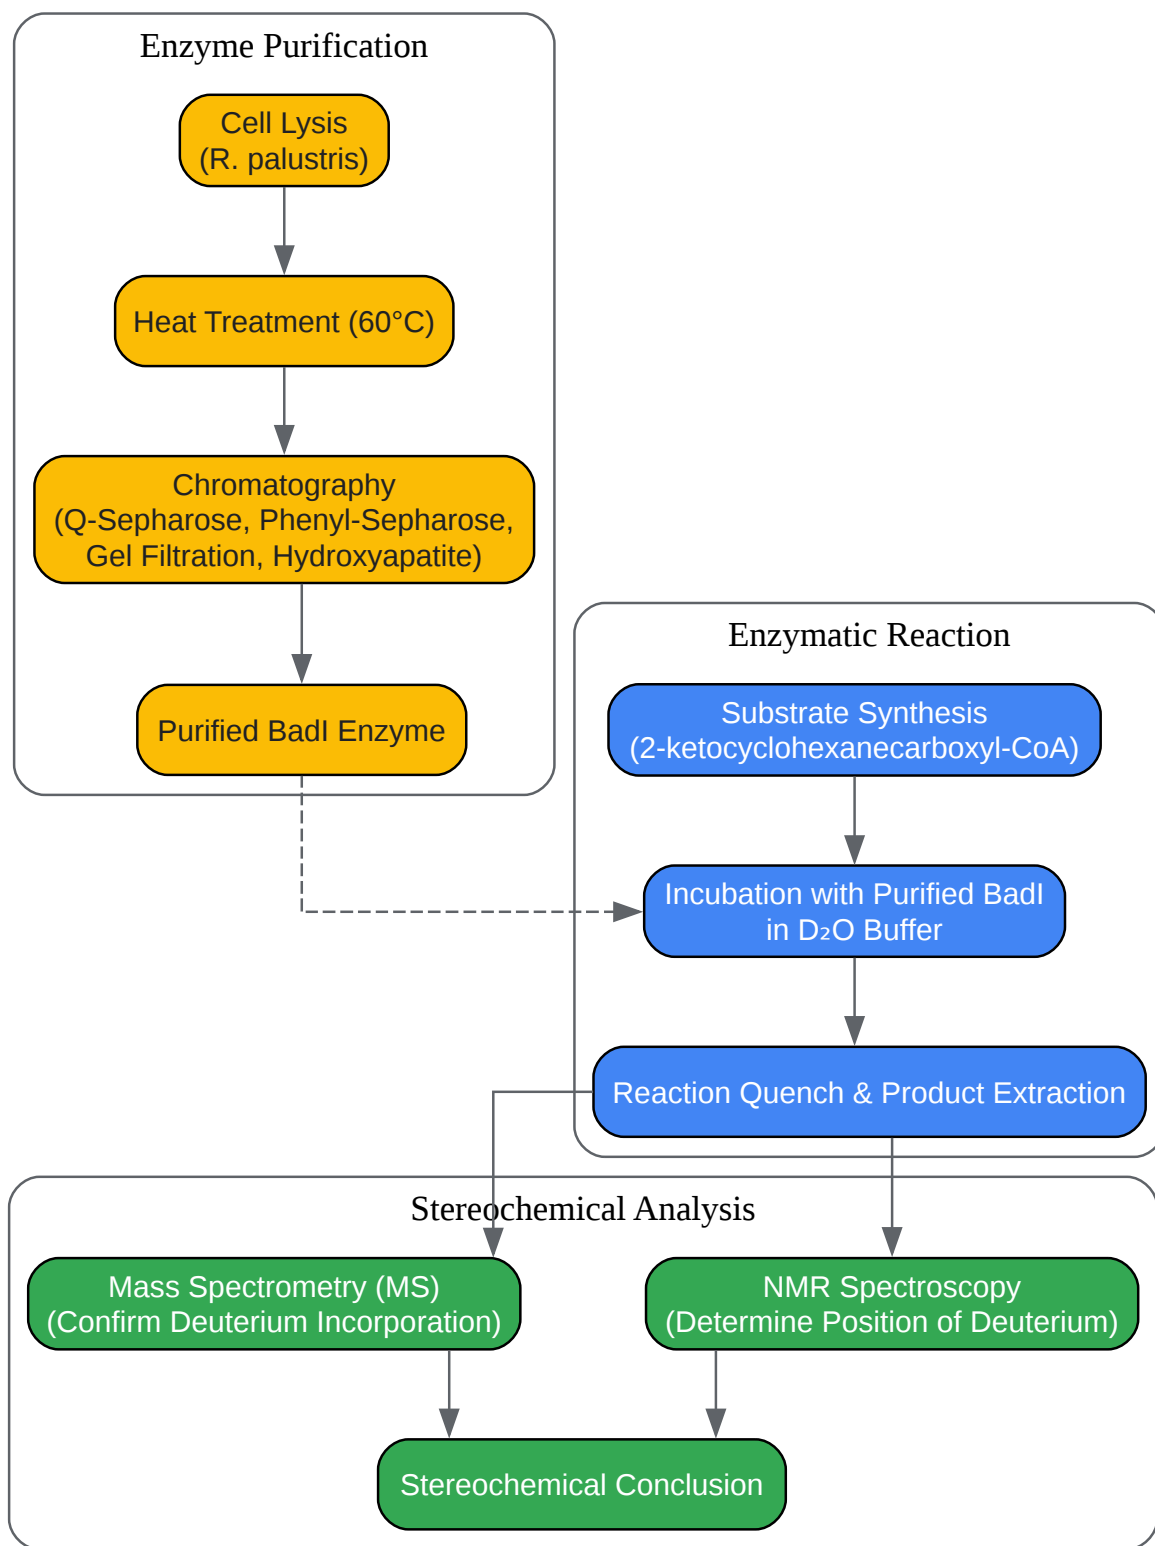 Enzyme Purification
Cell Lysis
(R. palustris)
Heat Treatment (60°C)
Chromatography
(Q-Sepharose, Phenyl-Sepharose,
Gel Filtration, Hydroxyapatite)
Purified BadI Enzyme
Enzymatic Reaction
Substrate Synthesis
(2-ketocyclohexanecarboxyl-CoA)
Incubation with Purified BadI
in D₂O Buffer
Reaction Quench & Product Extraction
Stereochemical Analysis
Mass Spectrometry (MS)
(Confirm Deuterium Incorporation)
NMR Spectroscopy
(Determine Position of Deuterium)
Stereochemical Conclusion